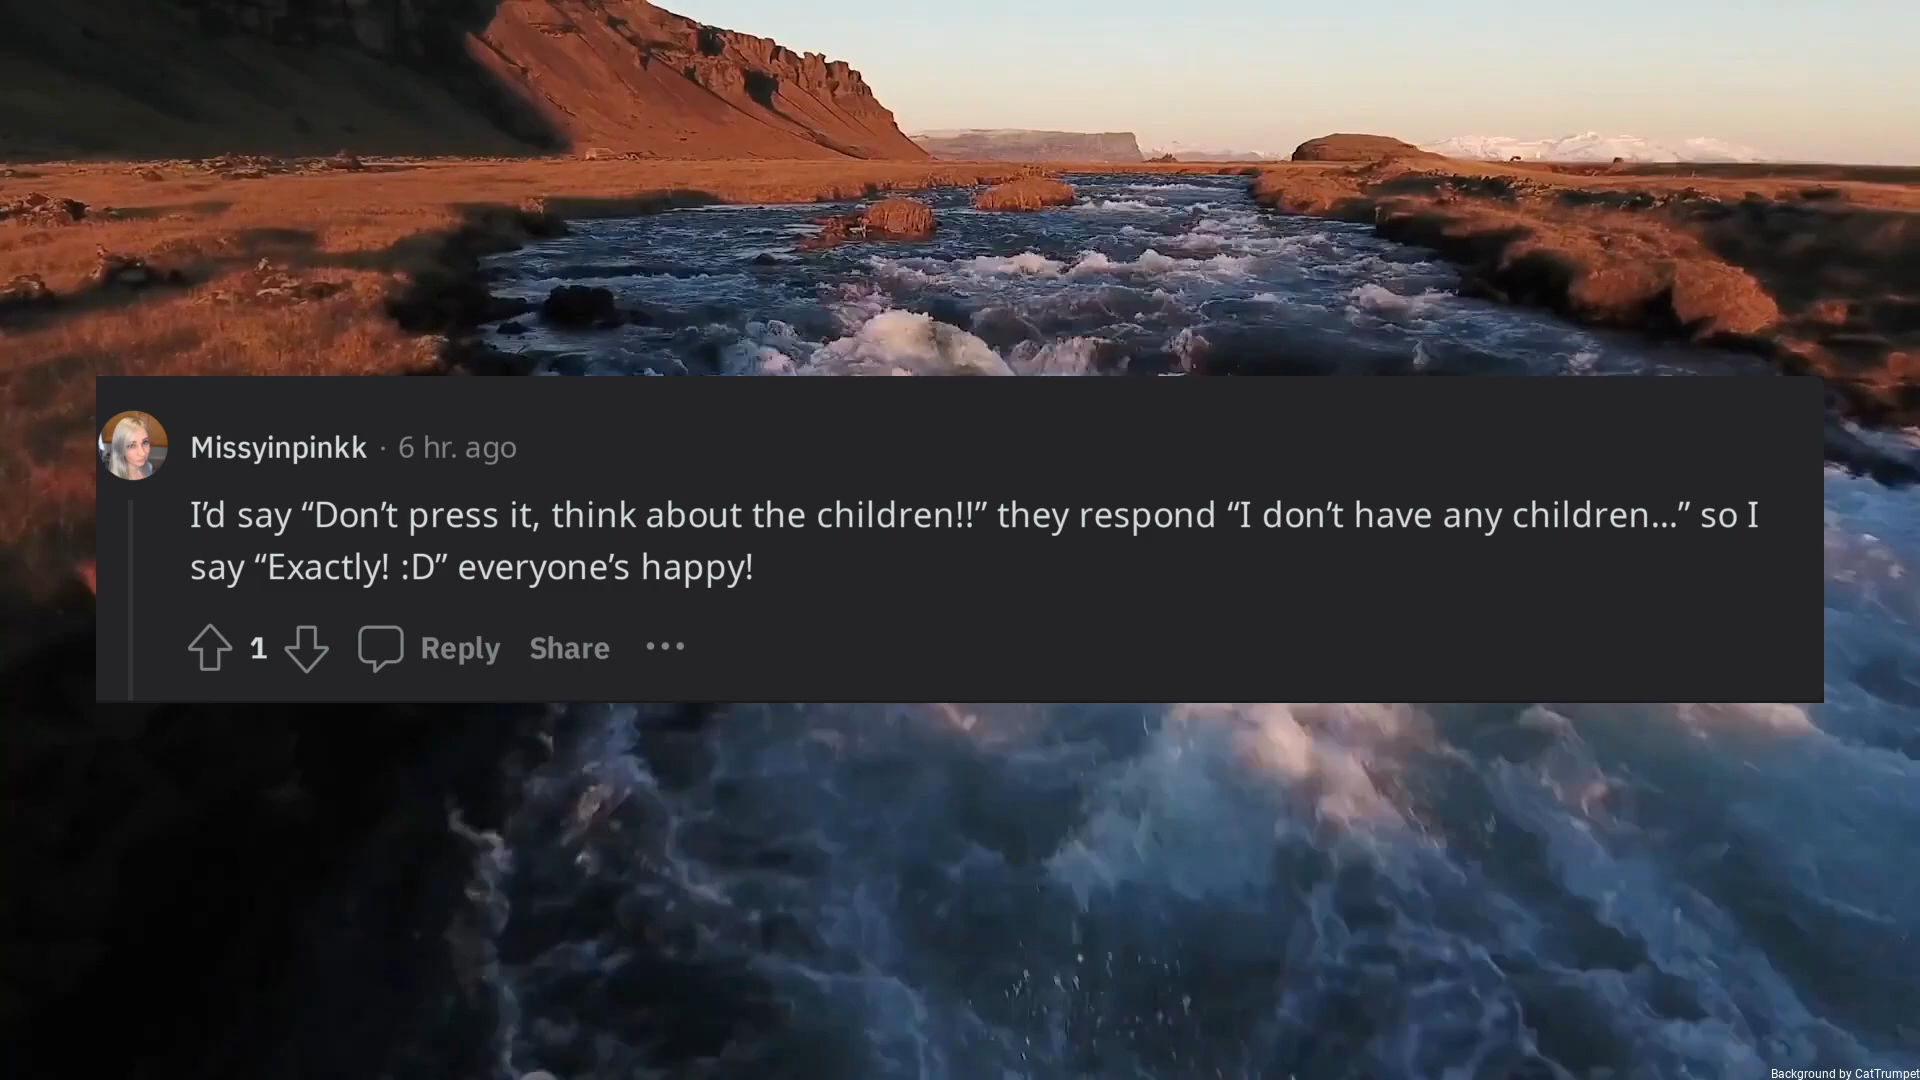 Missyinpinkk · 6 hr. ago
I’d say “Don’t press it, think about the children!!” they respond “I don’t have any children...” so I
say “Exactly! :D” everyone’s happy!
1 Reply Share ···
Background by CatTrumpet